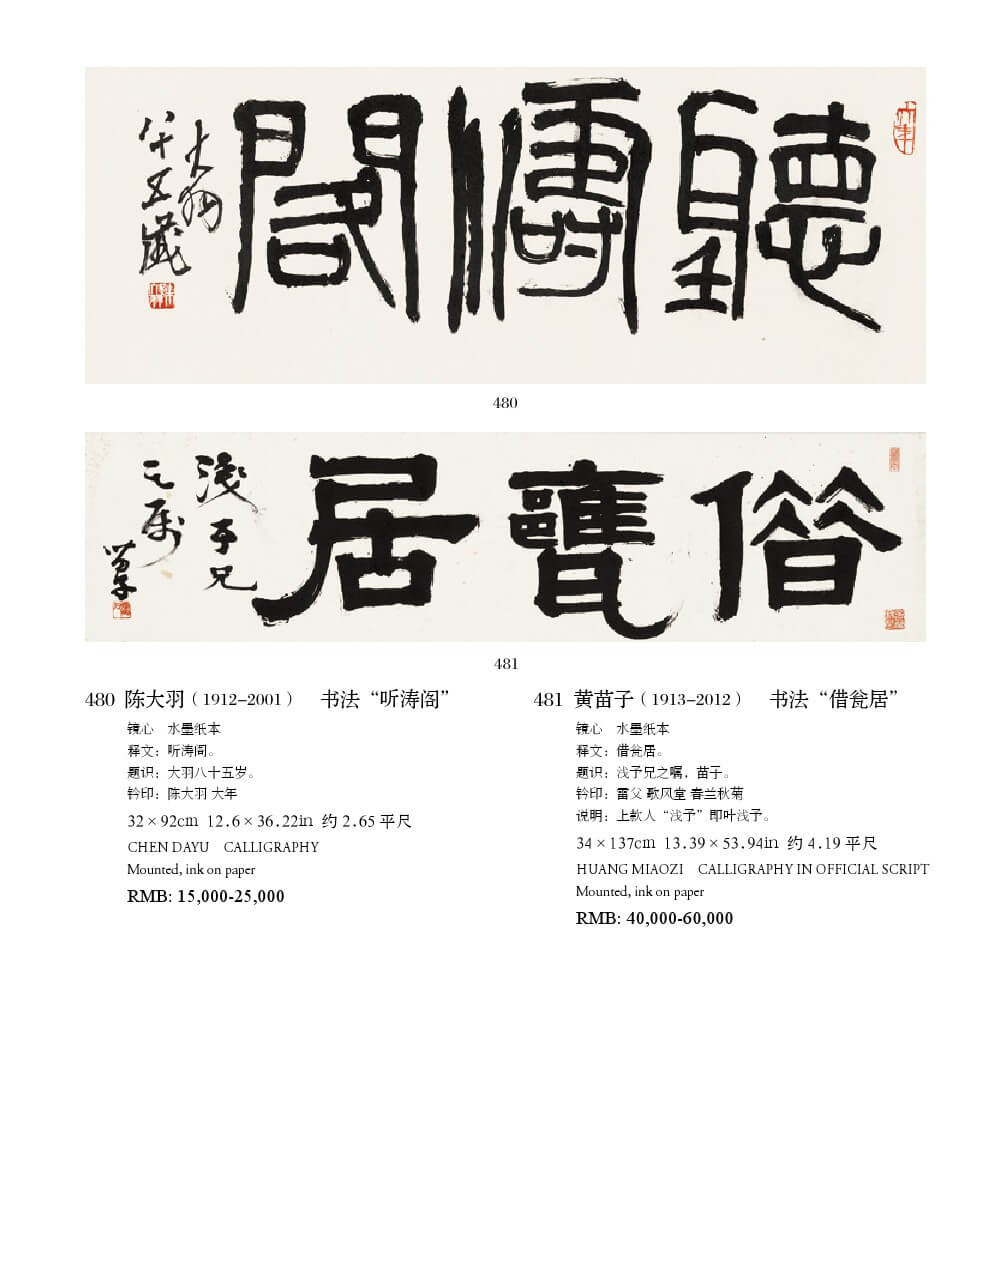 聽濤閣
大羽
八十五歲
480
僭甕居
淺予兄
之屬
苗子
481
480 陈大羽（1912–2001） 书法“听涛阁”
镜心 水墨纸本
释文：听涛阁。
题识：大羽八十五岁。
钤印：陈大羽 大年
32×92cm 12.6×36.22in 约 2.65 平尺
CHEN DAYU CALLIGRAPHY
Mounted, ink on paper
RMB: 15,000-25,000
481 黄苗子（1913–2012） 书法“借瓮居”
镜心 水墨纸本
释文：借瓮居。
题识：浅予兄之嘱，苗子。
钤印：雷父 歌风堂 春兰秋菊
说明：上款人“浅予”即叶浅予。
34×137cm 13.39×53.94in 约 4.19 平尺
HUANG MIAOZI CALLIGRAPHY IN OFFICIAL SCRIPT
Mounted, ink on paper
RMB: 40,000-60,000